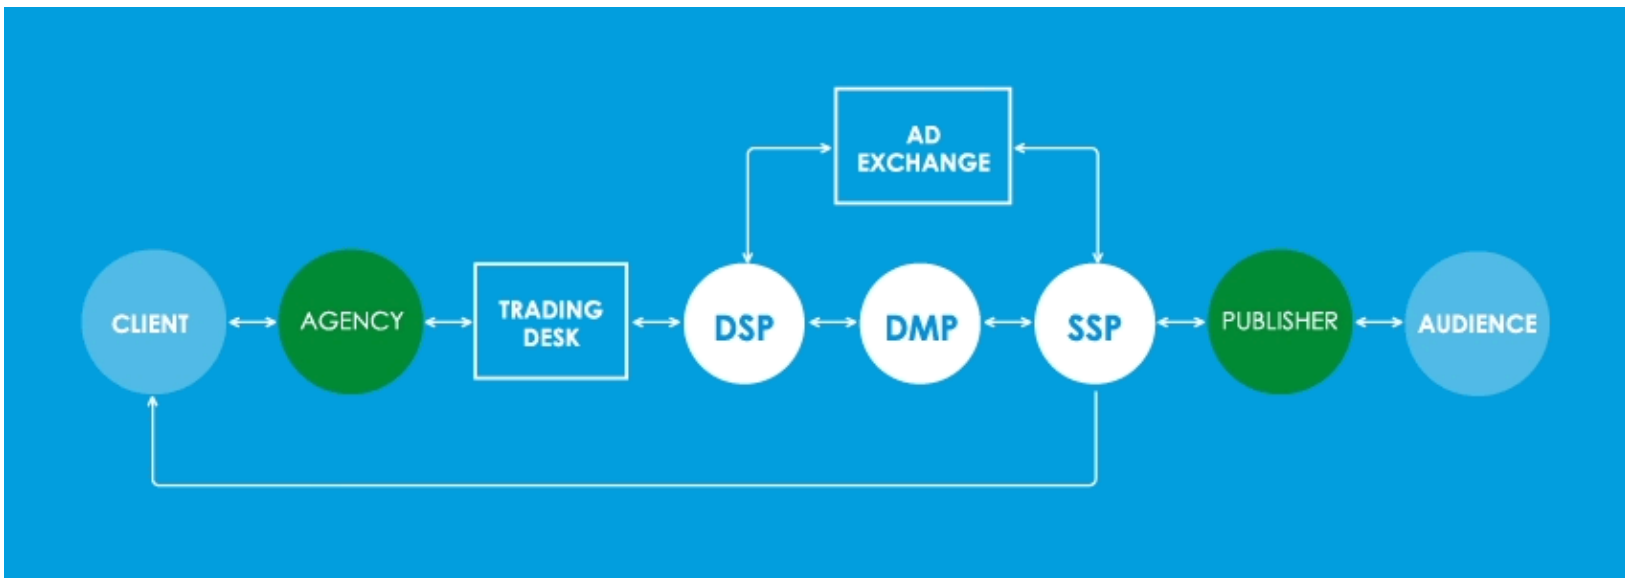 AD
EXCHANGE
CLIENT
AGENCY
TRADING
DESK
DSP
DMP
SSP
PUBLISHER
AUDIENCE